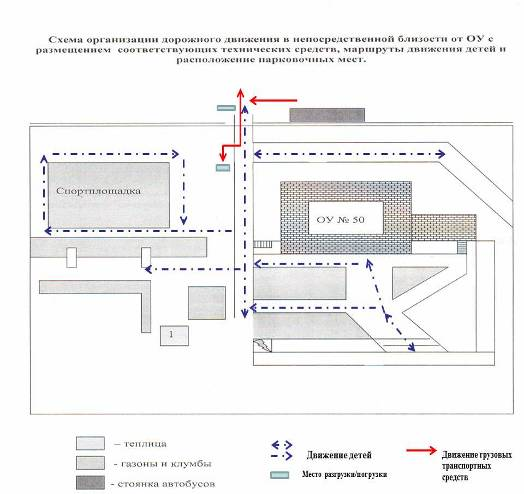 Схема организации дорожного движения в непосредственной близости от ОУ с
размещением соответствующих технических средств, маршруты движения детей и
расположение парковочных мест.
Спортплощадка
ОУ № 50
1
– теплица
- газоны и клумбы
- стоянка автобусов
Движение детей
Место разгрузки/погрузки
Движение грузовых
транспортных
средств